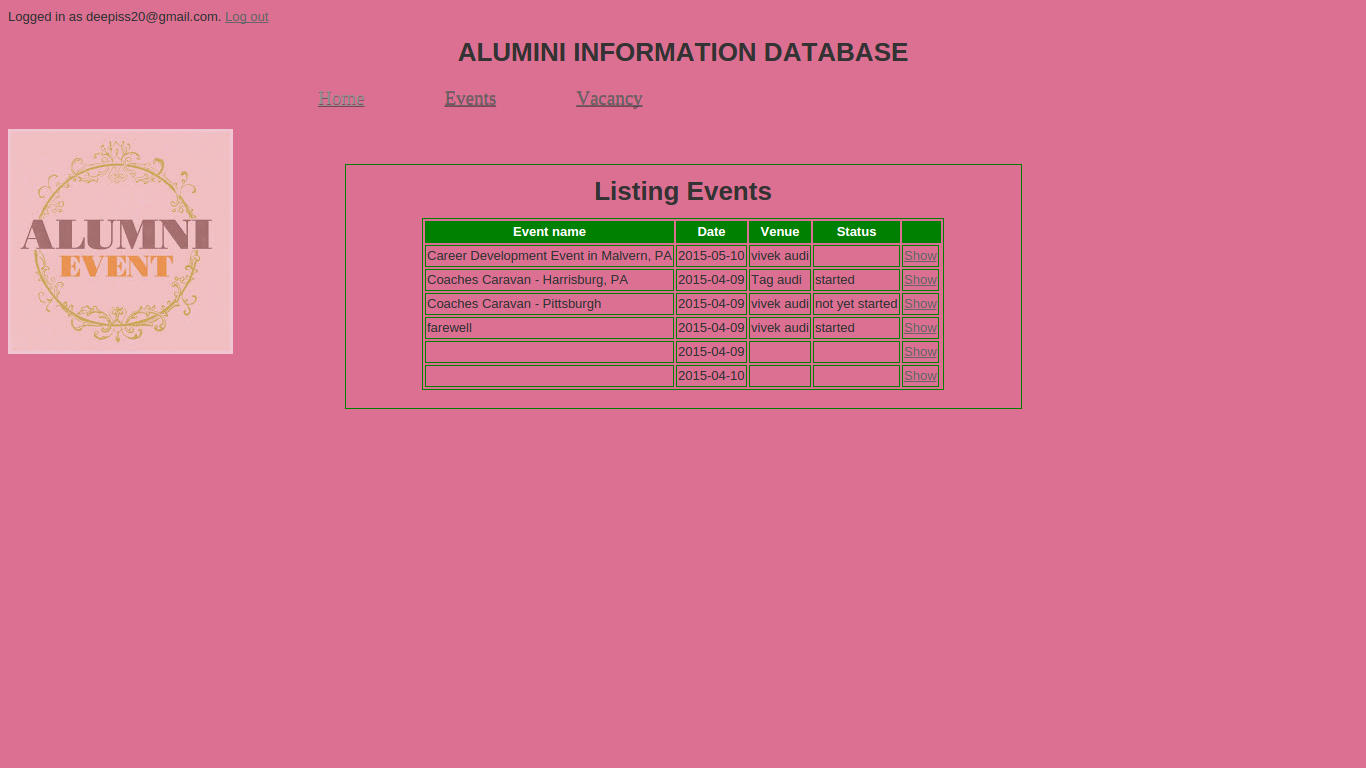 Logged in as deepiss20@gmail.com. Log out
ALUMINI INFORMATION DATABASE
Home Events Vacancy
ALUMNI
EVENT
Listing Events
Event name Date Venue Status
Career Development Event in Malvern, PA 2015-05-10 vivek audi Show
Coaches Caravan - Harrisburg, PA 2015-04-09 Tag audi started Show
Coaches Caravan - Pittsburgh 2015-04-09 vivek audi not yet started Show
farewell 2015-04-09 vivek audi started Show
2015-04-09 Show
2015-04-10 Show